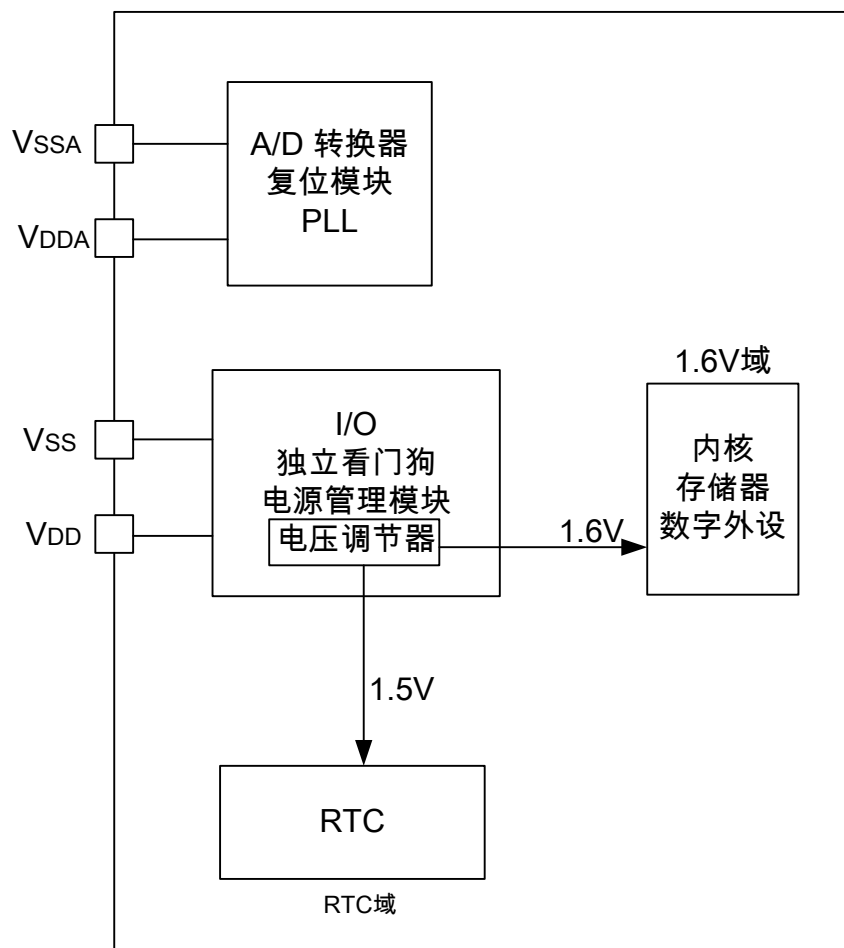 VSSA
A/D 转换器
复位模块
PLL
VDDA
1.6V域
VSS
I/O
独立看门狗
电源管理模块
电压调节器
VDD
1.6V
内核
存储器
数字外设
1.5V
RTC
RTC域